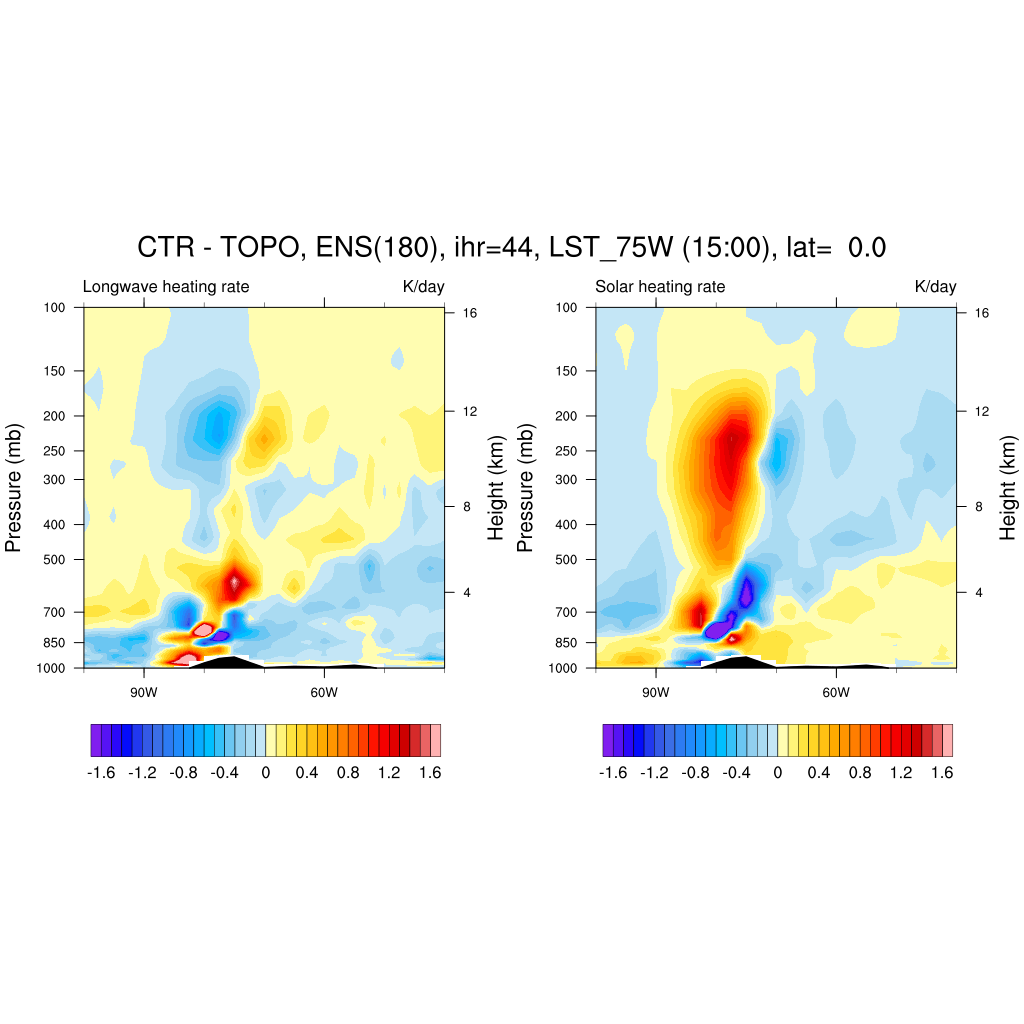 CTR - TOPO, ENS(180), ihr=44, LST_75W (15:00), lat=  0.0
Longwave heating rate K/day
Solar heating rate K/day
100
150
200
250
300
400
500
700
850
1000
Pressure (mb)
16
12
8
4
Height (km)
90W 60W
100
150
200
250
300
400
500
700
850
1000
Pressure (mb)
16
12
8
4
Height (km)
90W 60W
-1.6 -1.2 -0.8 -0.4 0 0.4 0.8 1.2 1.6
-1.6 -1.2 -0.8 -0.4 0 0.4 0.8 1.2 1.6